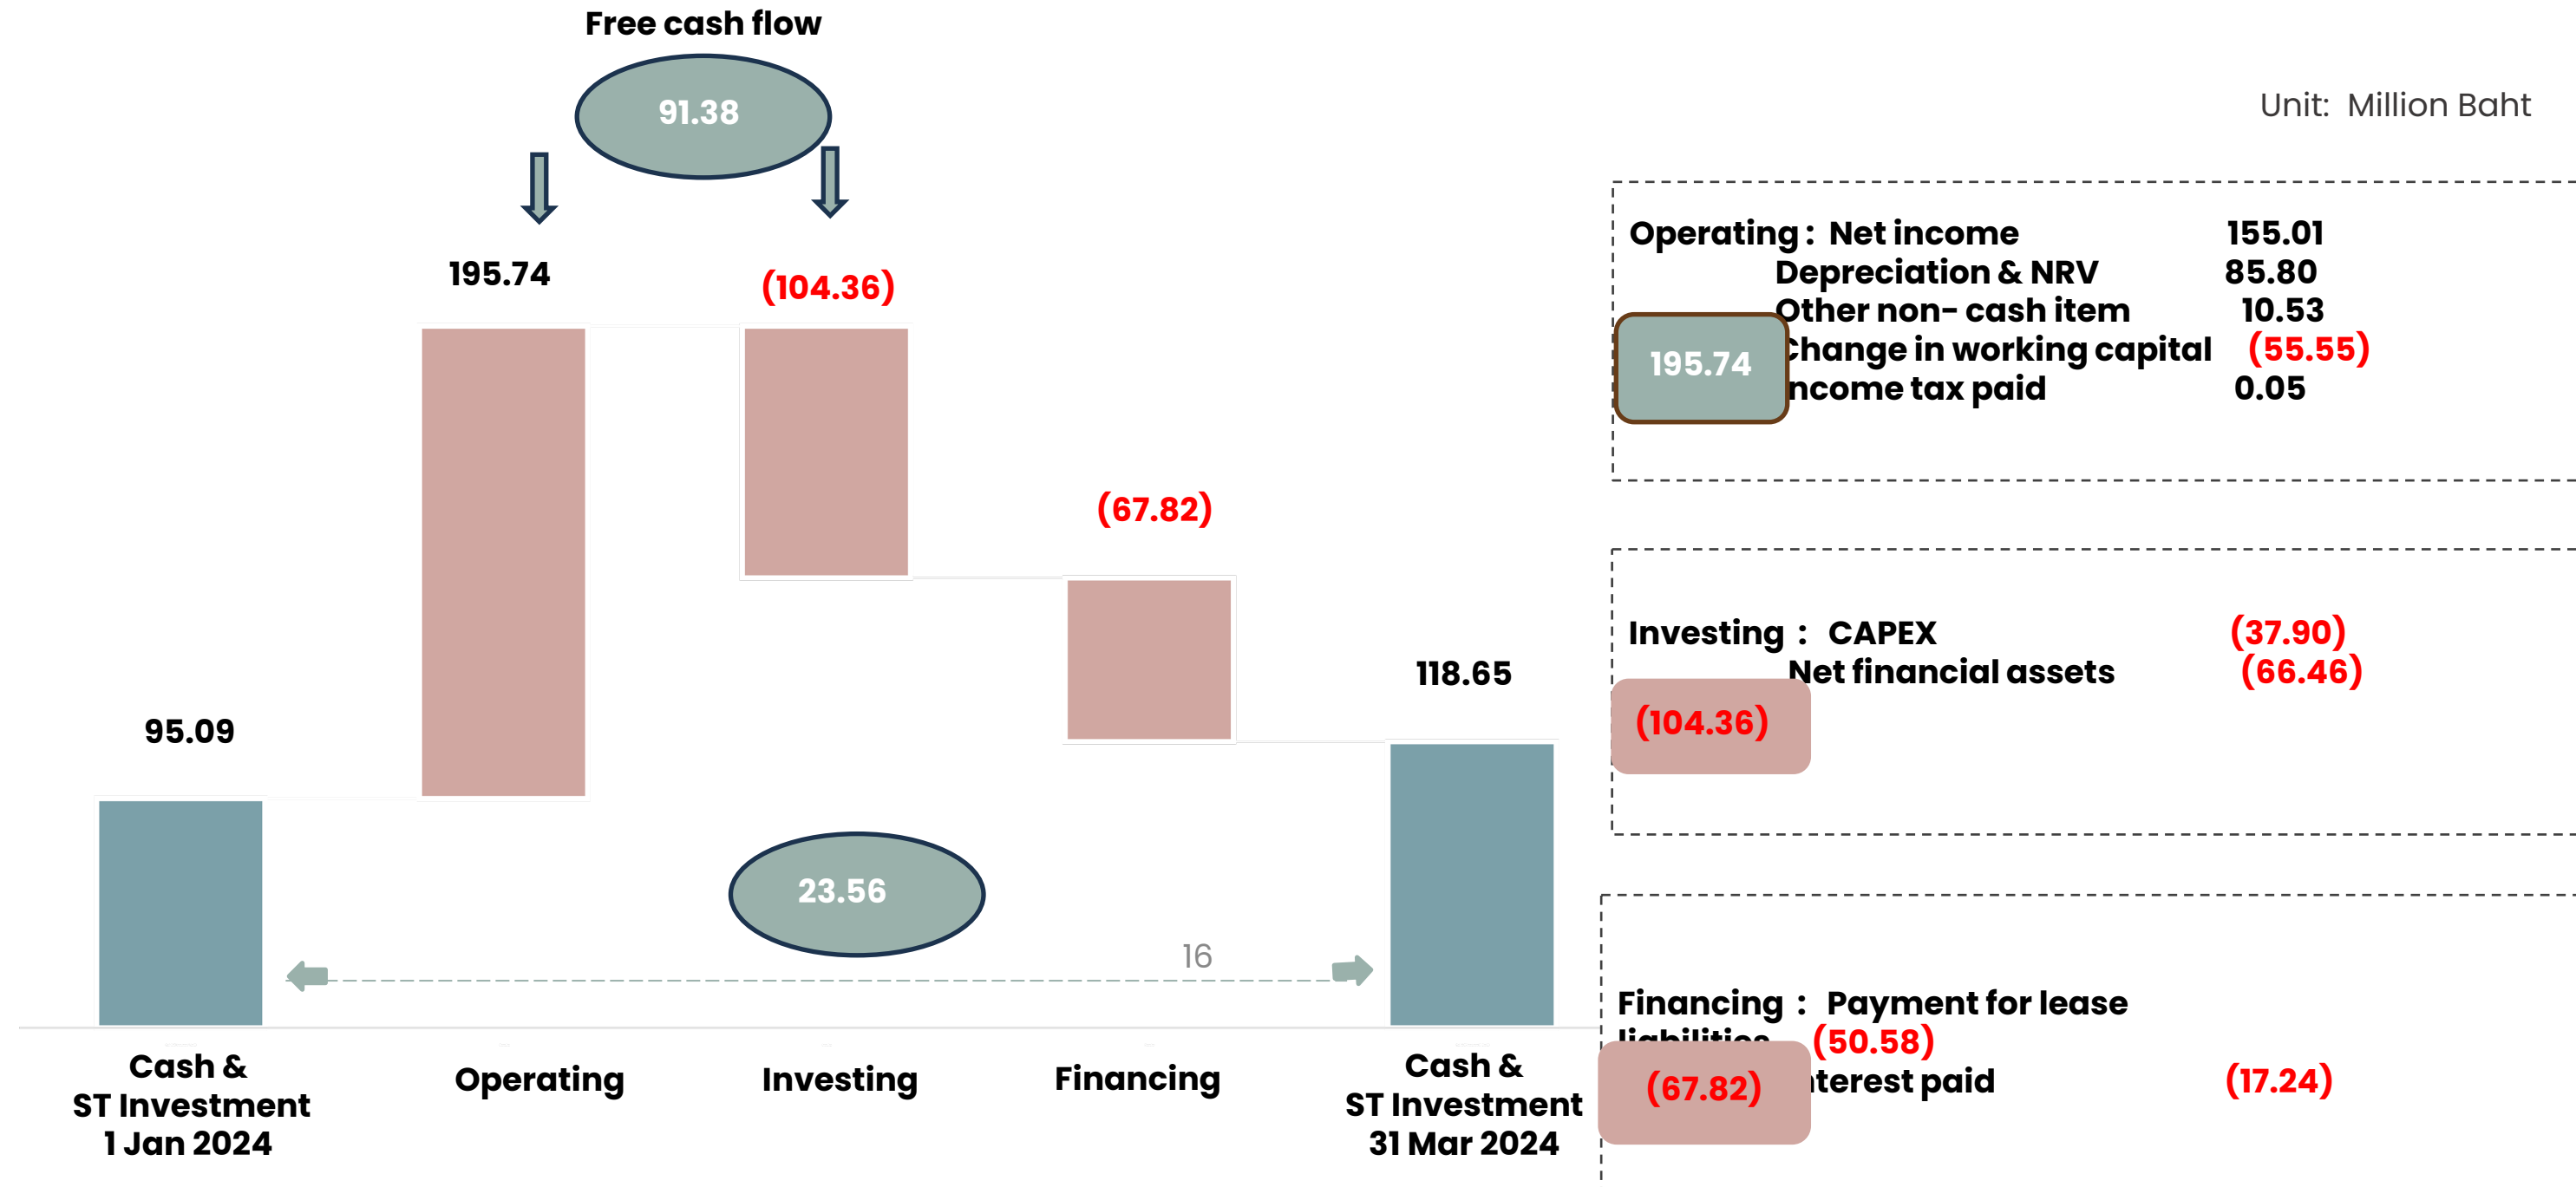 Free cash flow
91.38
Unit: Million Baht
195.74
(104.36)
(67.82)
95.09
118.65
23.56
16
Cash &
ST Investment
1 Jan 2024
Operating
Investing
Financing
Cash &
ST Investment
31 Mar 2024
Operating : Net income 155.01
Depreciation & NRV 85.80
Other non- cash item 10.53
Change in working capital (55.55)
Income tax paid 0.05
195.74
Investing : CAPEX (37.90)
Net financial assets (66.46)
(104.36)
Financing : Payment for lease
liabilities (50.58)
Interest paid (17.24)
(67.82)